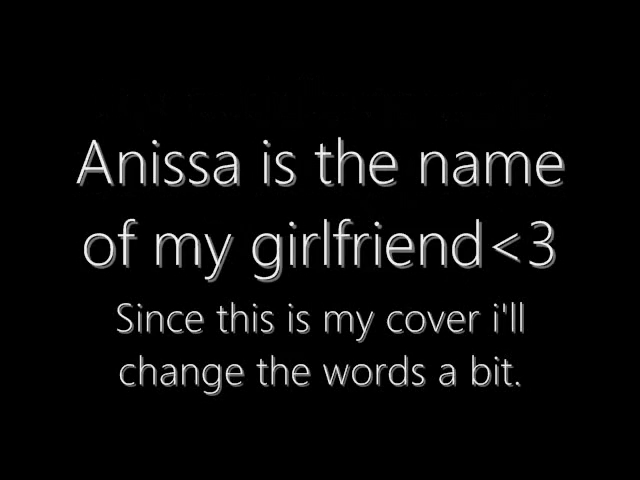 Anissa is the name
of my girlfriend<3
Since this is my cover i'll
change the words a bit.